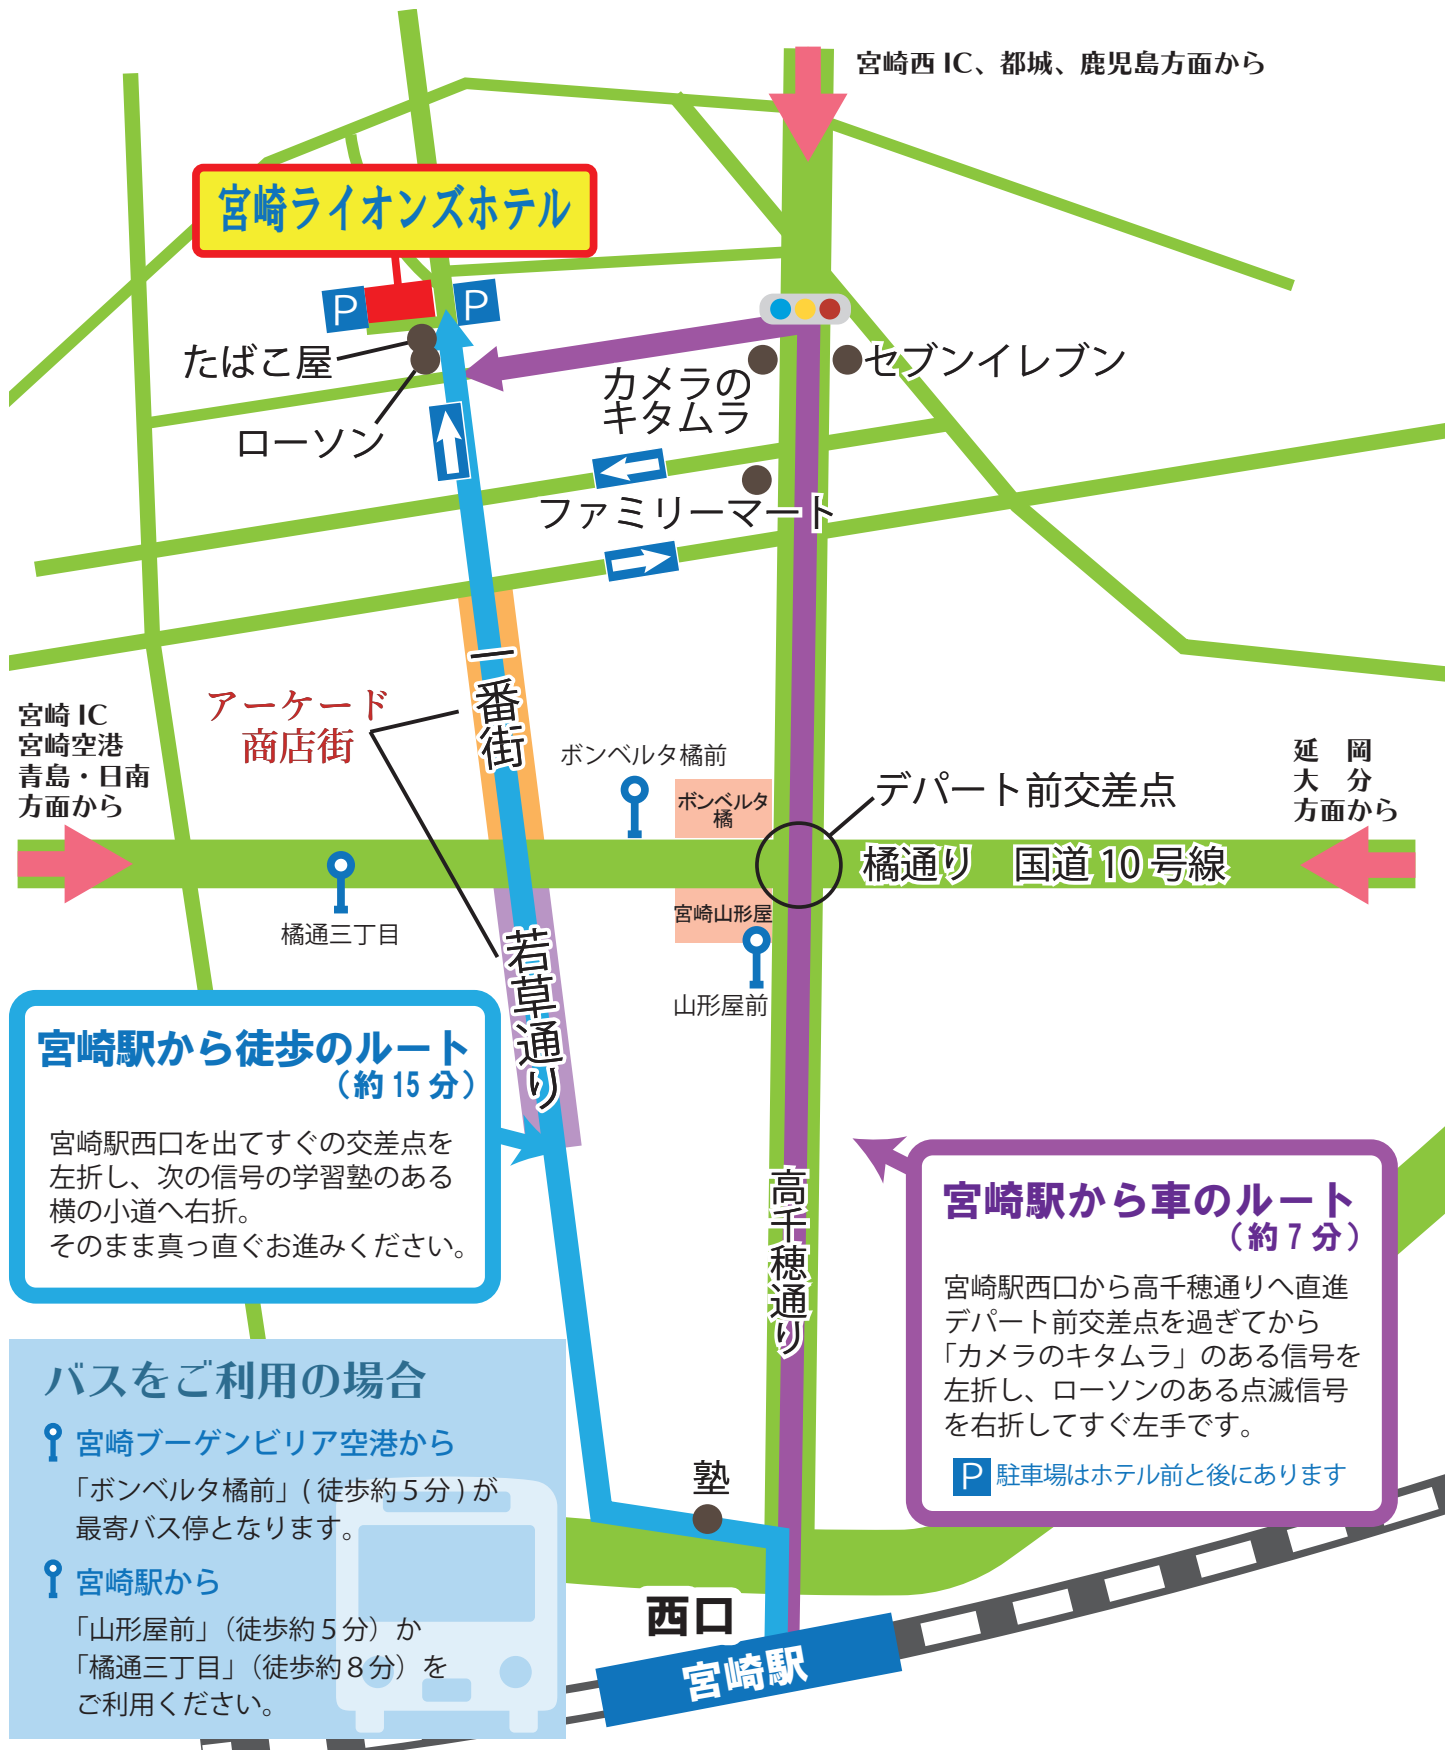 宮崎西 IC、都城、鹿児島方面から
宮崎ライオンズホテル
P
P
たばこ屋
ローソン
カメラの
キタムラ
セブンイレブン
ファミリーマート
一番街
アーケード
商店街
宮崎 IC
宮崎空港
青島・日南
方面から
ボンベルタ橘前
ボンベルタ
橘
デパート前交差点
延　岡
大　分
方面から
橘通り　国道 10 号線
橘通三丁目
宮崎山形屋
山形屋前
若草通り
高千穂通り
宮崎駅から徒歩のルート
（約 15 分）
宮崎駅西口を出てすぐの交差点を
左折し、次の信号の学習塾のある
横の小道へ右折。
そのまま真っ直ぐお進みください。
宮崎駅から車のルート
（約 7 分）
宮崎駅西口から高千穂通りへ直進
デパート前交差点を過ぎてから
「カメラのキタムラ」のある信号を
左折し、ローソンのある点滅信号
を右折してすぐ左手です。
P 駐車場はホテル前と後にあります
バスをご利用の場合
宮崎ブーゲンビリア空港から
「ボンベルタ橘前」( 徒歩約 5 分 ) が
最寄バス停となります。
宮崎駅から
「山形屋前」（徒歩約 5 分）か
「橘通三丁目」（徒歩約 8 分）を
ご利用ください。
塾
西口
宮崎駅